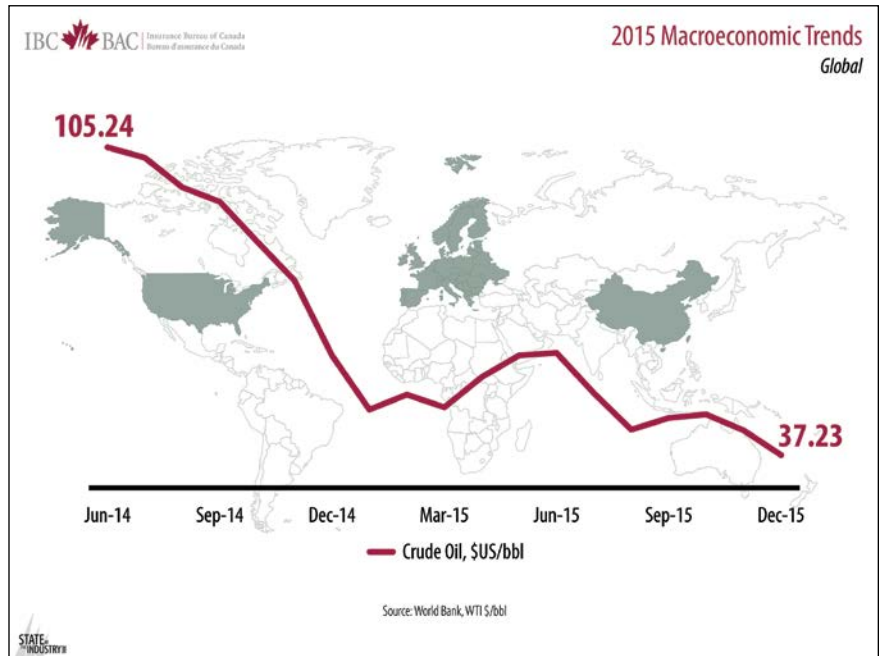 IBC BAC Insurance Bureau of Canada
Bureau d'assurance du Canada
2015 Macroeconomic Trends
Global
105.24
37.23
Jun-14 Sep-14 Dec-14 Mar-15 Jun-15 Sep-15 Dec-15
Crude Oil, $US/bbl
Source: World Bank, WTI $/bbl
STATE
INDUSTRY